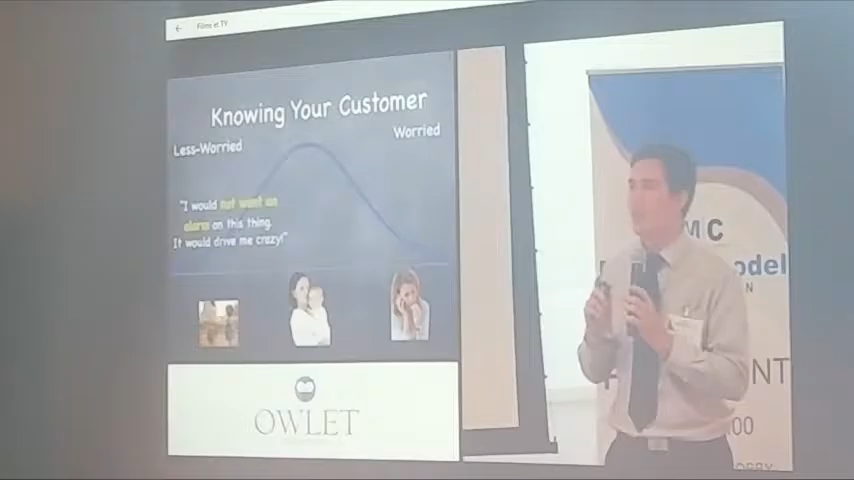 Films et TV
Knowing Your Customer
Less-Worried
Worried
"I would not want an
alarm on this thing.
It would drive me crazy!"
OWLET
MC
odel
N
NT
00